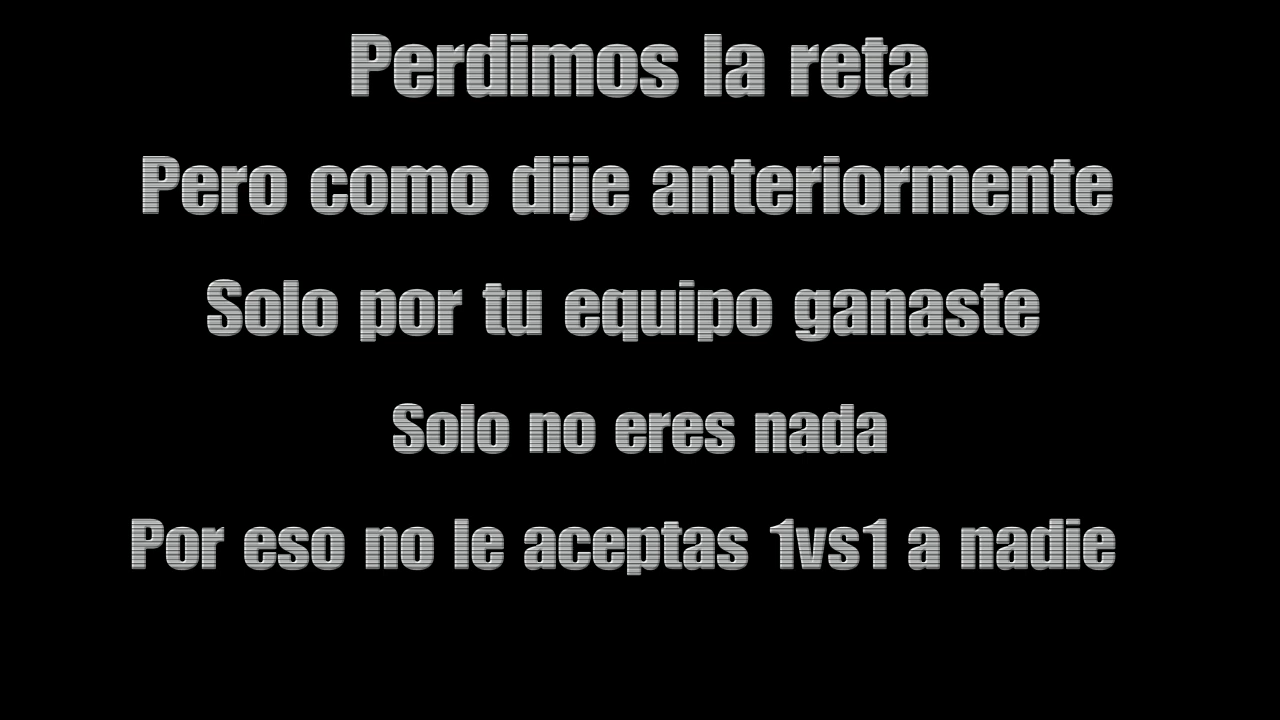 Perdimos la reta
Pero como dije anteriormente
Solo por tu equipo ganaste
Solo no eres nada
Por eso no le aceptas 1vs1 a nadie